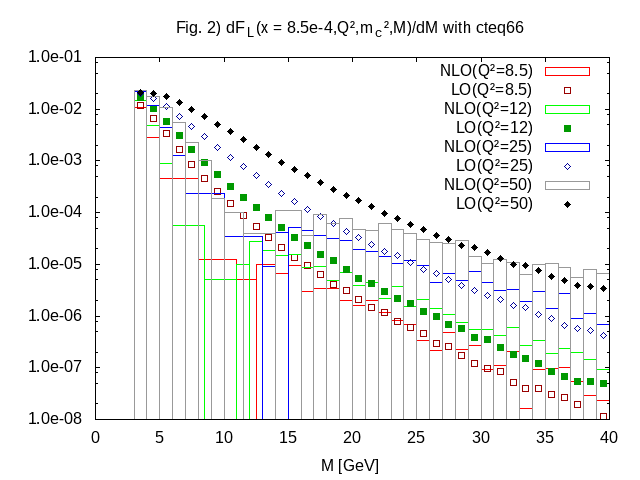 Fig. 2) dF_L(x = 8.5e-4,Q²,m_c²,M)/dM with cteq66
1.0e-01
1.0e-02
1.0e-03
1.0e-04
1.0e-05
1.0e-06
1.0e-07
1.0e-08
NLO(Q²=8.5)
LO(Q²=8.5)
NLO(Q²=12)
LO(Q²=12)
NLO(Q²=25)
LO(Q²=25)
NLO(Q²=50)
LO(Q²=50)
0 5 10 15 20 25 30 35 40
M [GeV]